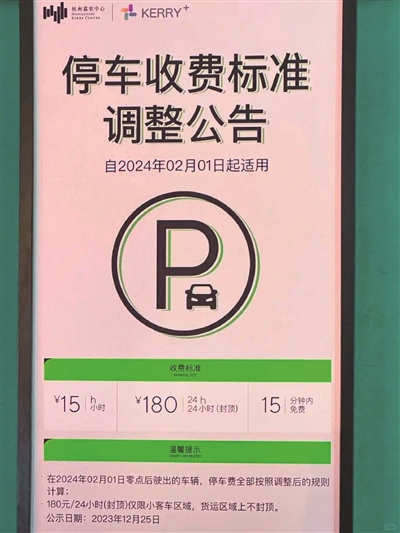 杭州嘉里中心
HANGZHOU
KERRY CENTRE
KERRY+
停车收费标准
调整公告
自2024年02月01日起适用
P
收费标准
¥15 h 小时
¥180 24 h 24小时(封顶)
15 分钟内 免费
温馨提示
在2024年02月01日零点后驶出的车辆，停车费全部按照调整后的规则
计算；
180元/24小时(封顶)仅限小客车区域，货运区域上不封顶。
公示日期：2023年12月25日